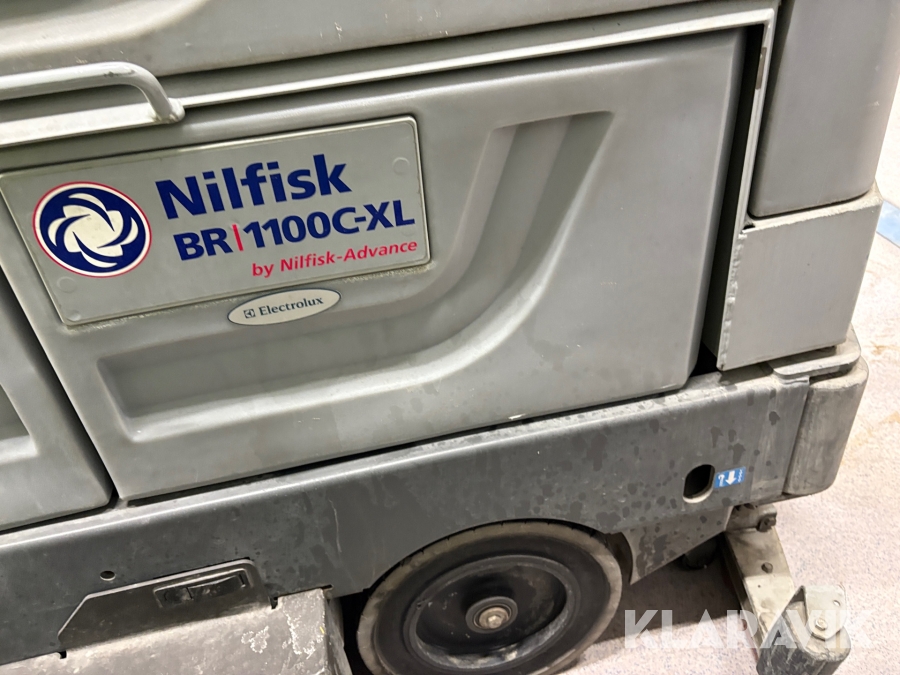 Nilfisk
BR|1100C-XL
by Nilfisk-Advance
Electrolux
KLARAVIK